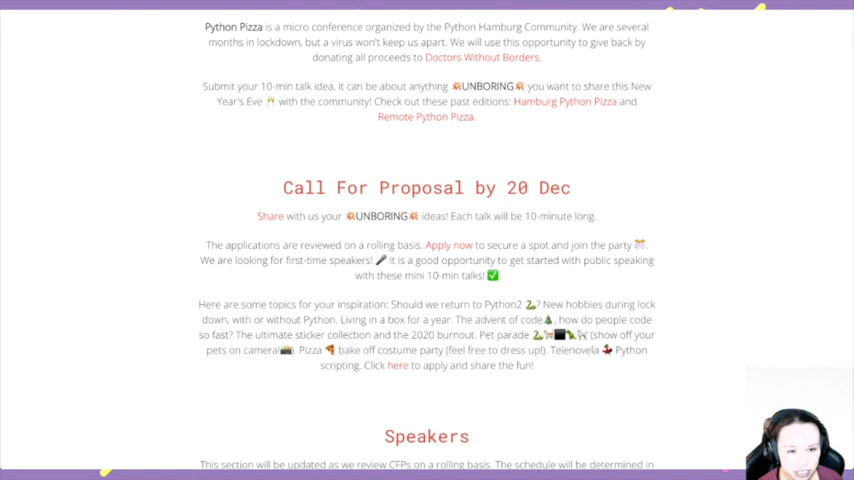 Python Pizza is a micro conference organized by the Python Hamburg Community. We are several
months in lockdown, but a virus won't keep us apart. We will use this opportunity to give back by
donating all proceeds to Doctors Without Borders.
Submit your 10-min talk idea, it can be about anything 💥UNBORING💥 you want to share this New
Year's Eve 🥂 with the community! Check out these past editions: Hamburg Python Pizza and
Remote Python Pizza.
Call For Proposal by 20 Dec
Share with us your 💥UNBORING💥 ideas! Each talk will be 10-minute long.
The applications are reviewed on a rolling basis. Apply now to secure a spot and join the party 🎊.
We are looking for first-time speakers! 🎤 It is a good opportunity to get started with public speaking
with these mini 10-min talks! ✅
Here are some topics for your inspiration: Should we return to Python2 🐍? New hobbies during lock
down, with or without Python. Living in a box for a year. The advent of code🎄, how do people code
so fast? The ultimate sticker collection and the 2020 burnout. Pet parade (show off your
pets on camera!📸). Pizza 🍕 bake off costume party (feel free to dress up!). Telenovela 💃 Python
scripting. Click here to apply and share the fun!
Speakers
This section will be updated as we review CFPs on a rolling basis. The schedule will be determined in